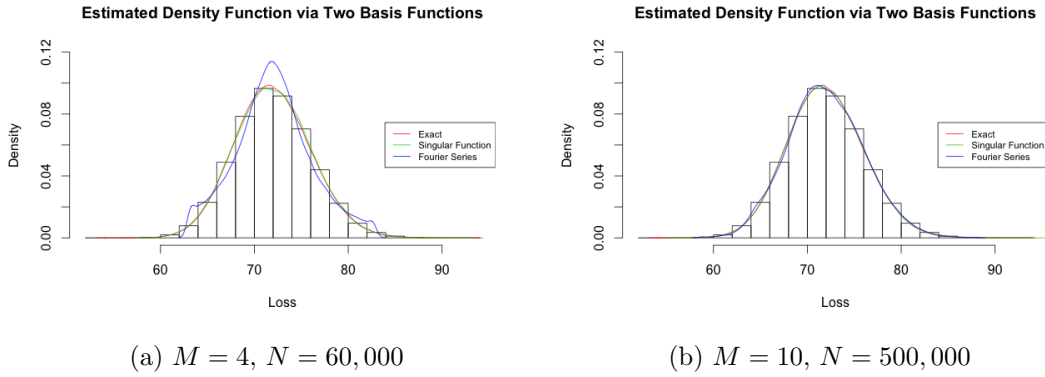 Estimated Density Function via Two Basis Functions
Density
0.00
0.04
0.08
0.12
60
70
80
90
Loss
Exact
Singular Function
Fourier Series
(a) M = 4, N = 60,000
Estimated Density Function via Two Basis Functions
Density
0.00
0.04
0.08
0.12
60
70
80
90
Loss
Exact
Singular Function
Fourier Series
(b) M = 10, N = 500,000